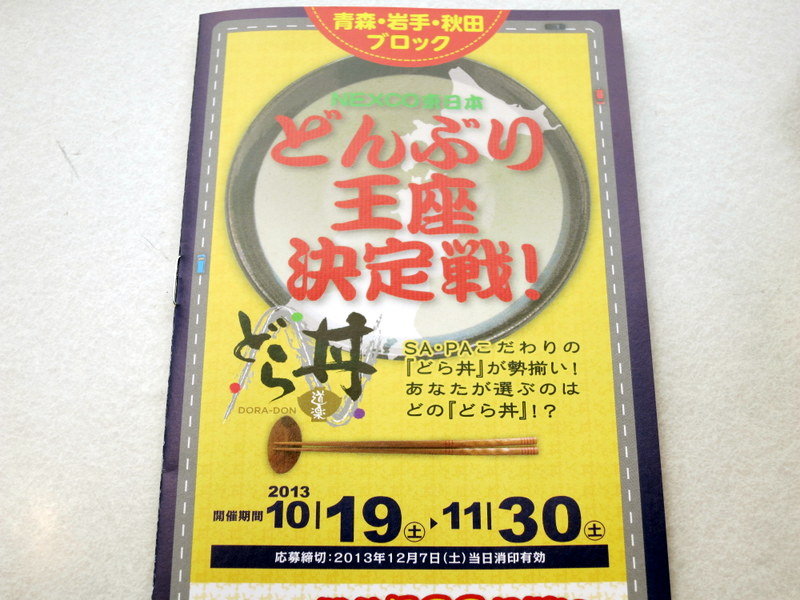 青森・岩手・秋田
ブロック
NEXCO東日本
どんぶり
王座
決定戦!
どら丼
道楽
DORA-DON
SA・PAこだわりの
『どら丼』が勢揃い!
あなたが選ぶのは
どの『どら丼』!?
開催期間 2013 10|19(土)▶11|30(土)
応募締切:2013年12月7日(土)当日消印有効